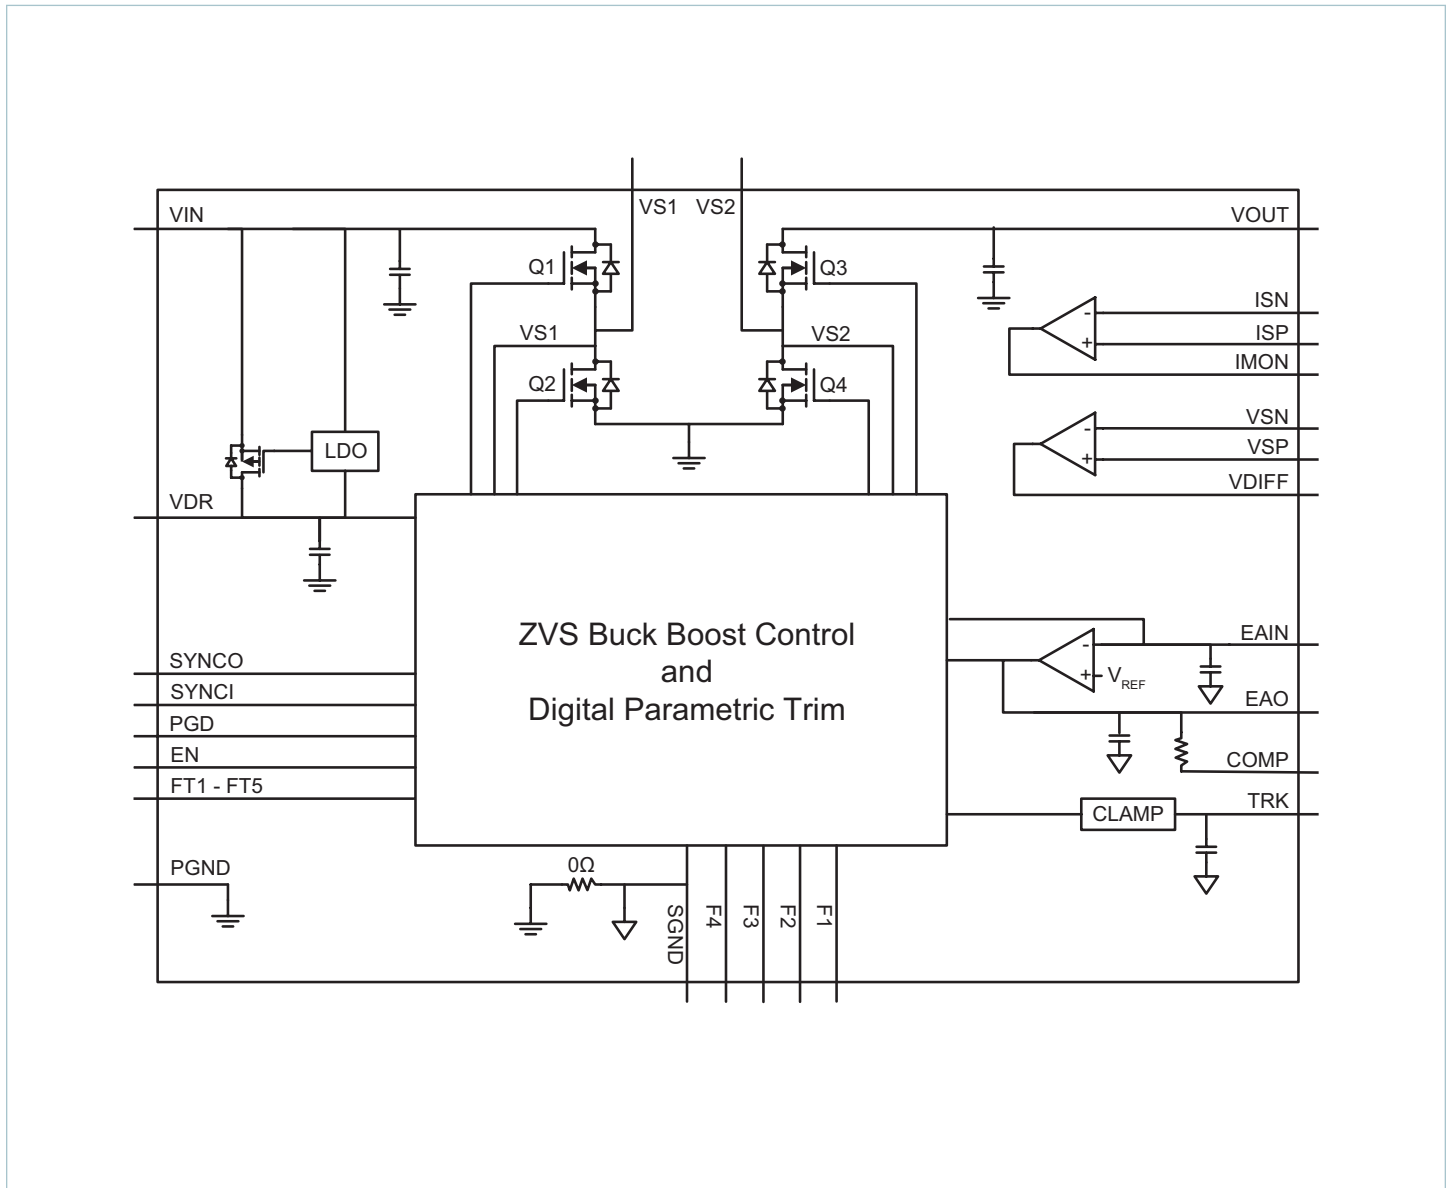 VS1
VS2
VIN
VOUT
Q1
Q3
ISN
ISP
IMON
VS1
VS2
Q2
Q4
VSN
VSP
VDIFF
LDO
VDR
-
+
-
+
ZVS Buck Boost Control
and
Digital Parametric Trim
SYNCO
SYNCI
PGD
EN
FT1 - FT5
PGND
EAIN
-
+
VREF
EAO
COMP
TRK
CLAMP
0Ω
SGND
F4
F3
F2
F1